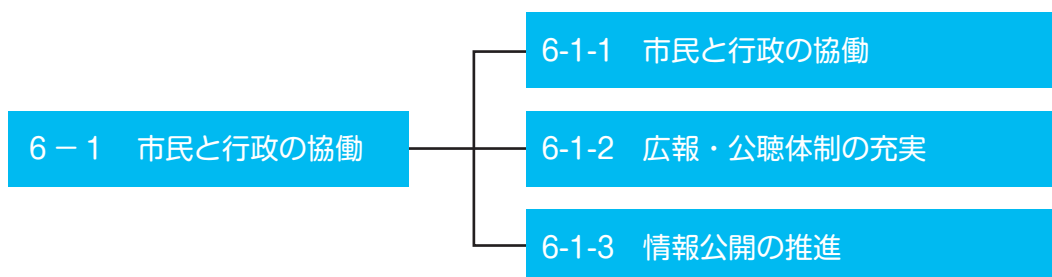 6－1　市民と行政の協働
6-1-1　市民と行政の協働
6-1-2　広報・公聴体制の充実
6-1-3　情報公開の推進